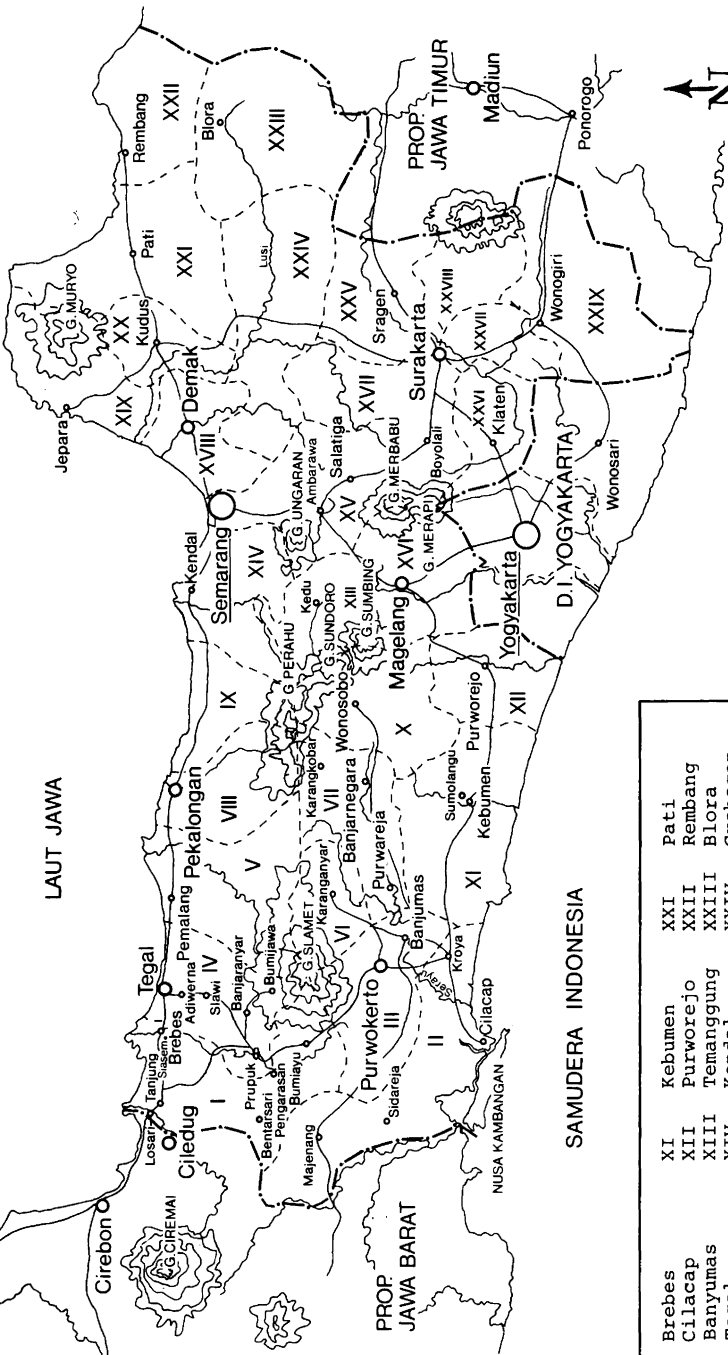 LAUT JAWA
Cirebon
Losari
Tanjung
Siasem
Brebes
Tegal
Adiwerna
Slawi
Pemalang
Pekalongan
Kendal
Semarang
Demak
Jepara
Kudus
Pati
Rembang
Blora
G.MURYO
Lusi
XIX
XX
XXI
XXII
XXIII
XXIV
XXV
XVIII
XVII
XIV
IX
VIII
V
IV
I
Ciledug
G.CIREMAI
Prupuk
Bentarsari
Pengarasan
Bumiayu
Banjaranyar
Bumijawa
G.SLAMET
Karanganyar
VI
VII
Karangkobar
Banjarnegara
G.PERAHU
G.SUNDORO
Wonosobo
Kedu
XIII
G.SUMBING
G.UNGARAN
Ambarawa
Salatiga
XV
G.MERBABU
XVI
G.MERAPI
Magelang
Boyolali
Surakarta
Sragen
XXVIII
XXVII
XXVI
Klaten
Wonogiri
XXIX
PROP.
JAWA TIMUR
Madiun
Ponorogo
N
Majenang
Sidareja
Purwokerto
III
II
Purwareja
Banjumas
Serayu
Kroya
Cilacap
NUSA KAMBANGAN
PROP.
JAWA BARAT
X
Sumolangu
Kebumen
XI
Purworejo
XII
Yogyakarta
D.I. YOGYAKARTA
Wonosari
SAMUDERA INDONESIA
Brebes XI Kebumen XXI Pati
Cilacap XII Purworejo XXII Rembang
Banyumas XIII Temanggung XXIII Blora